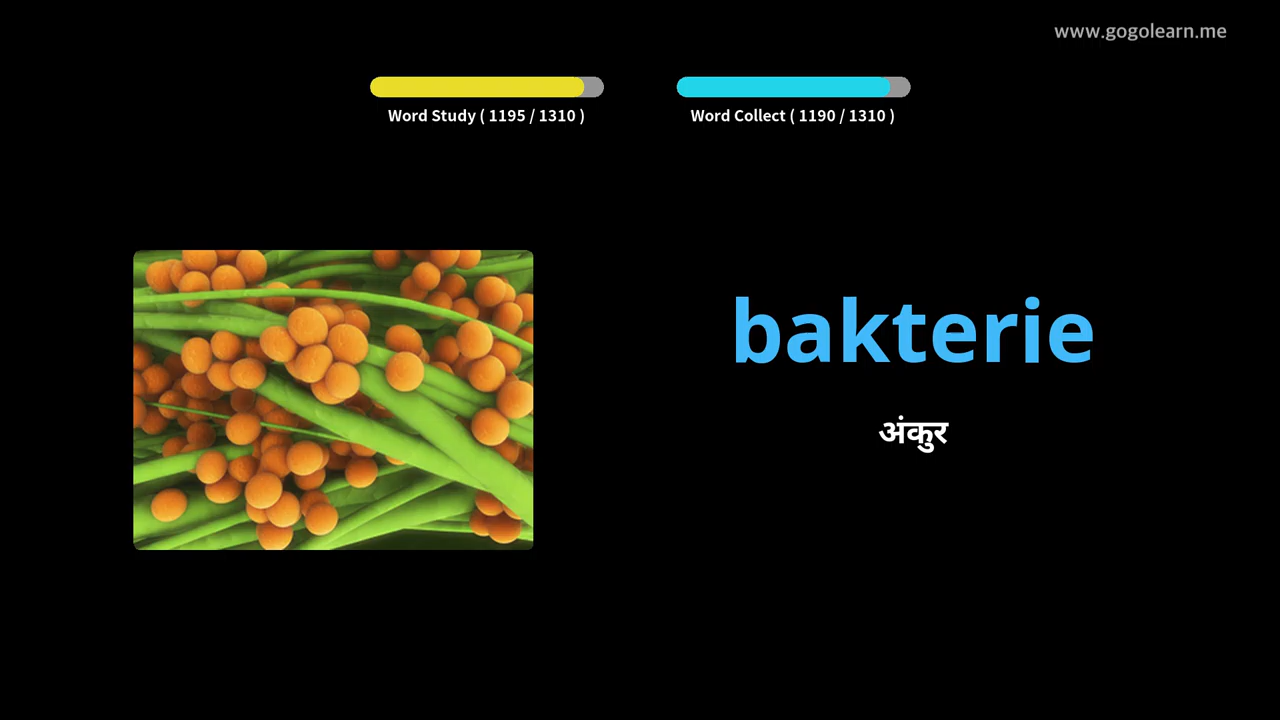 www.gogolearn.me
Word Study ( 1195 / 1310 )
Word Collect ( 1190 / 1310 )
bakterie
अंकुर